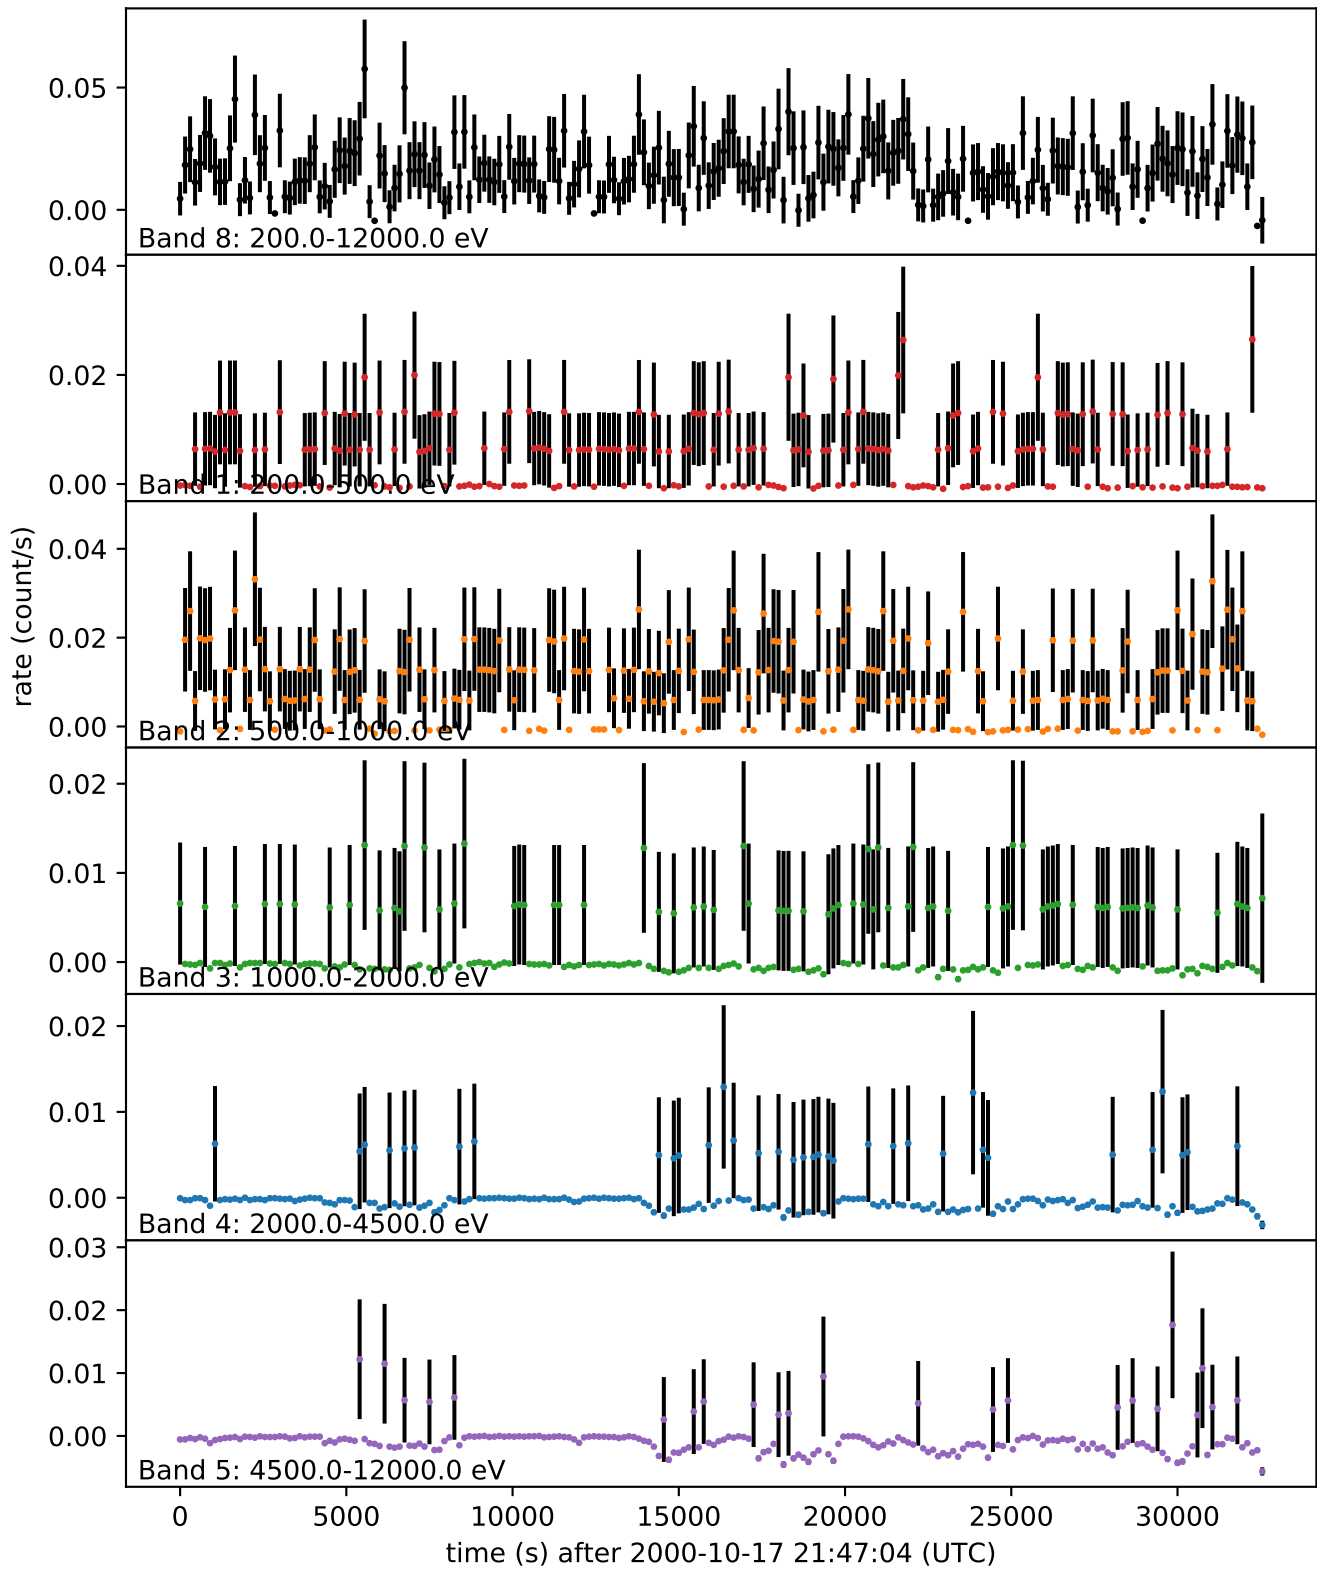 0.05
0.00
Band 8: 200.0-12000.0 eV
0.04
0.02
0.00
Band 1: 200.0-500.0 eV
0.04
0.02
0.00
Band 2: 500.0-1000.0 eV
rate (count/s)
0.02
0.01
0.00
Band 3: 1000.0-2000.0 eV
0.02
0.01
0.00
Band 4: 2000.0-4500.0 eV
0.03
0.02
0.01
0.00
Band 5: 4500.0-12000.0 eV
0 5000 10000 15000 20000 25000 30000
time (s) after 2000-10-17 21:47:04 (UTC)